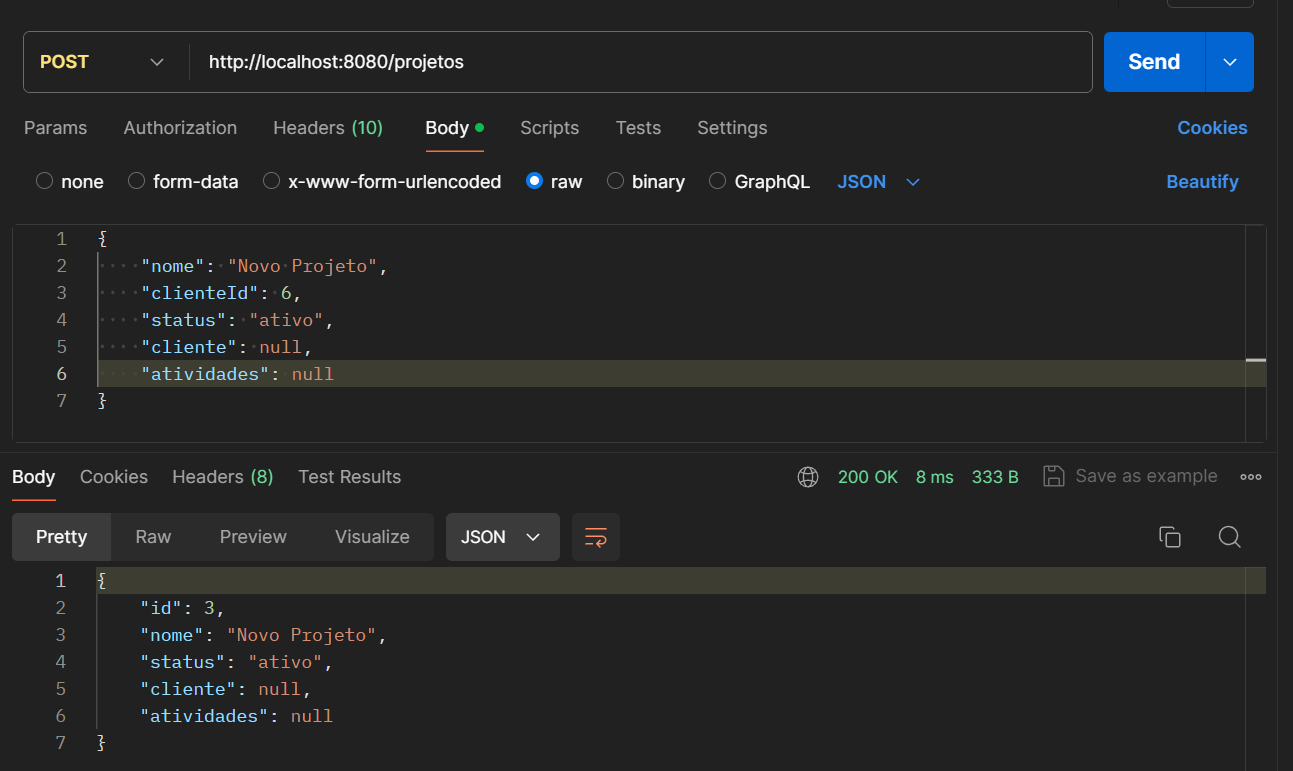 POST http://localhost:8080/projetos Send
Params Authorization Headers (10) Body Scripts Tests Settings Cookies
none form-data x-www-form-urlencoded raw binary GraphQL JSON Beautify
1 {
2 "nome": "Novo Projeto",
3 "clienteId": 6,
4 "status": "ativo",
5 "cliente": null,
6 "atividades": null
7 }
Body Cookies Headers (8) Test Results 200 OK 8 ms 333 B Save as example
Pretty Raw Preview Visualize JSON
1 {
2 "id": 3,
3 "nome": "Novo Projeto",
4 "status": "ativo",
5 "cliente": null,
6 "atividades": null
7 }